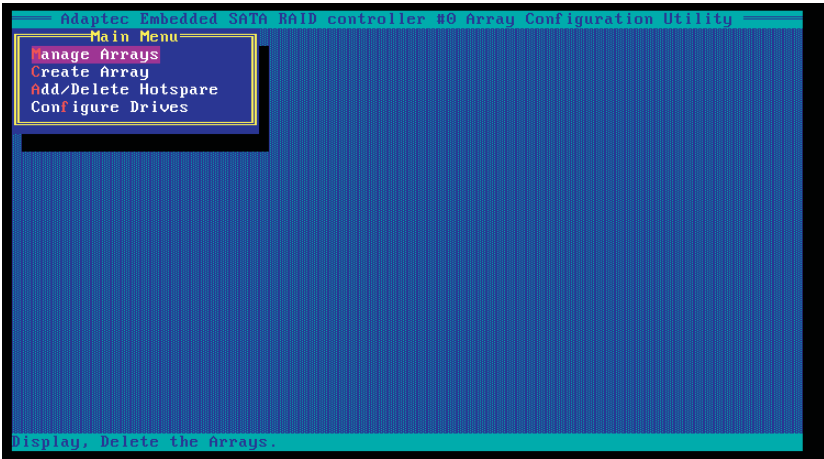 Adaptec Embedded SATA RAID controller #0 Array Configuration Utility
Main Menu
Manage Arrays
Create Array
Add/Delete Hotspare
Configure Drives
Display, Delete the Arrays.